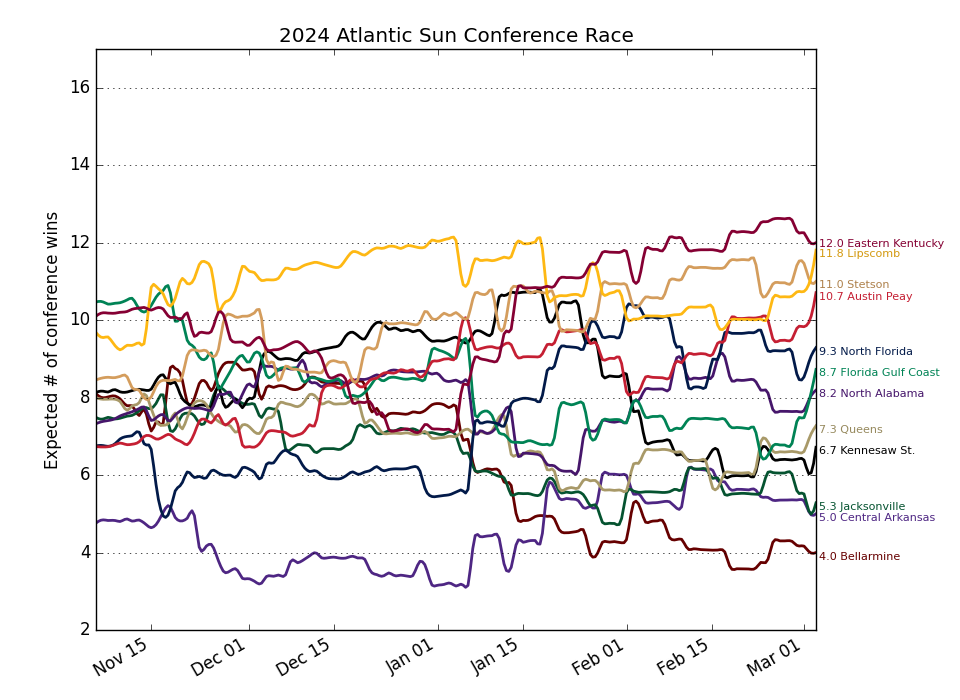 2024 Atlantic Sun Conference Race
Expected # of conference wins
16
14
12
10
8
6
4
2
12.0 Eastern Kentucky
11.8 Lipscomb
11.0 Stetson
10.7 Austin Peay
9.3 North Florida
8.7 Florida Gulf Coast
8.2 North Alabama
7.3 Queens
6.7 Kennesaw St.
5.3 Jacksonville
5.0 Central Arkansas
4.0 Bellarmine
Nov 15
Dec 01
Dec 15
Jan 01
Jan 15
Feb 01
Feb 15
Mar 01